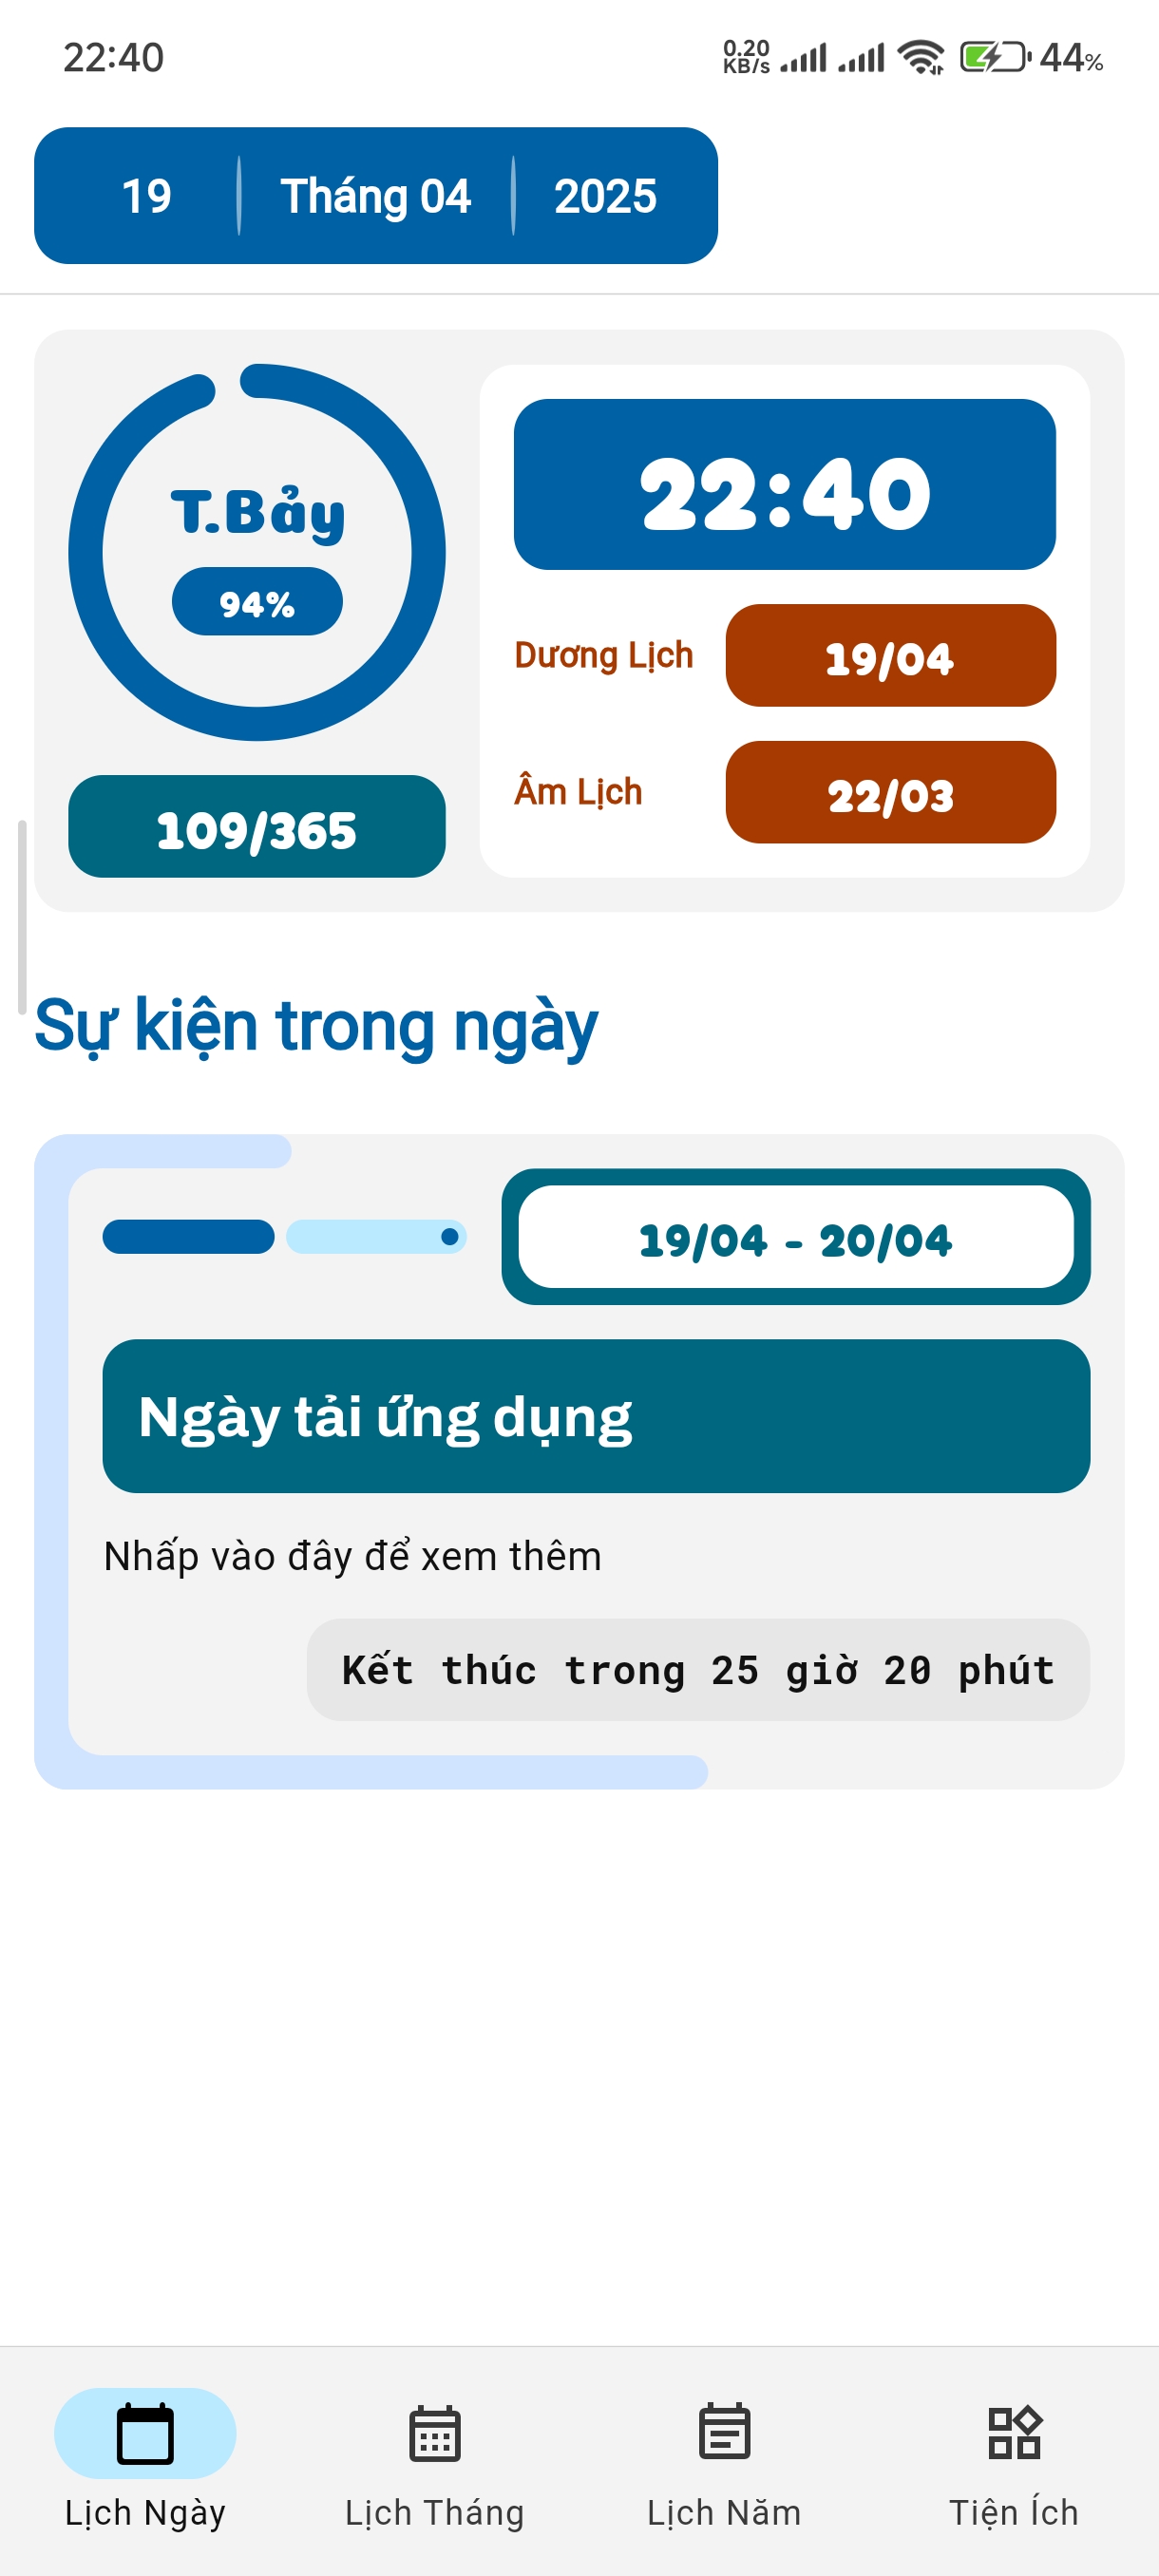 22:40
0.20
KB/s
44%
19
Tháng 04
2025
T.Bảy
94%
109/365
22:40
Dương Lịch
19/04
Âm Lịch
22/03
Sự kiện trong ngày
19/04 - 20/04
Ngày tải ứng dụng
Nhấp vào đây để xem thêm
Kết thúc trong 25 giờ 20 phút
Lịch Ngày
Lịch Tháng
Lịch Năm
Tiện Ích